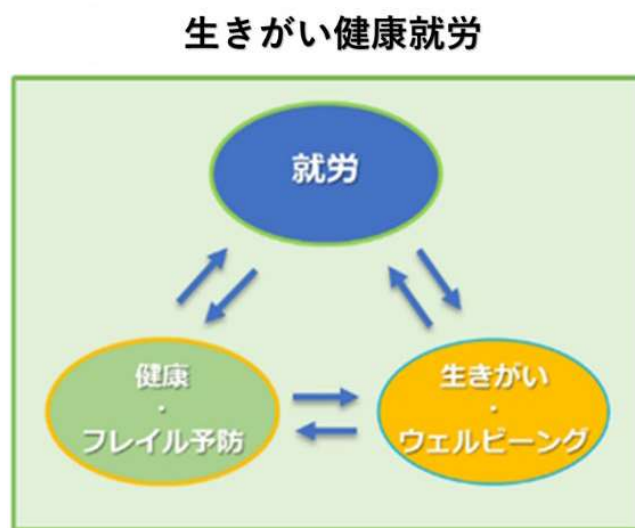 生きがい健康就労
就労
健康
・
フレイル予防
生きがい
・
ウェルビーング